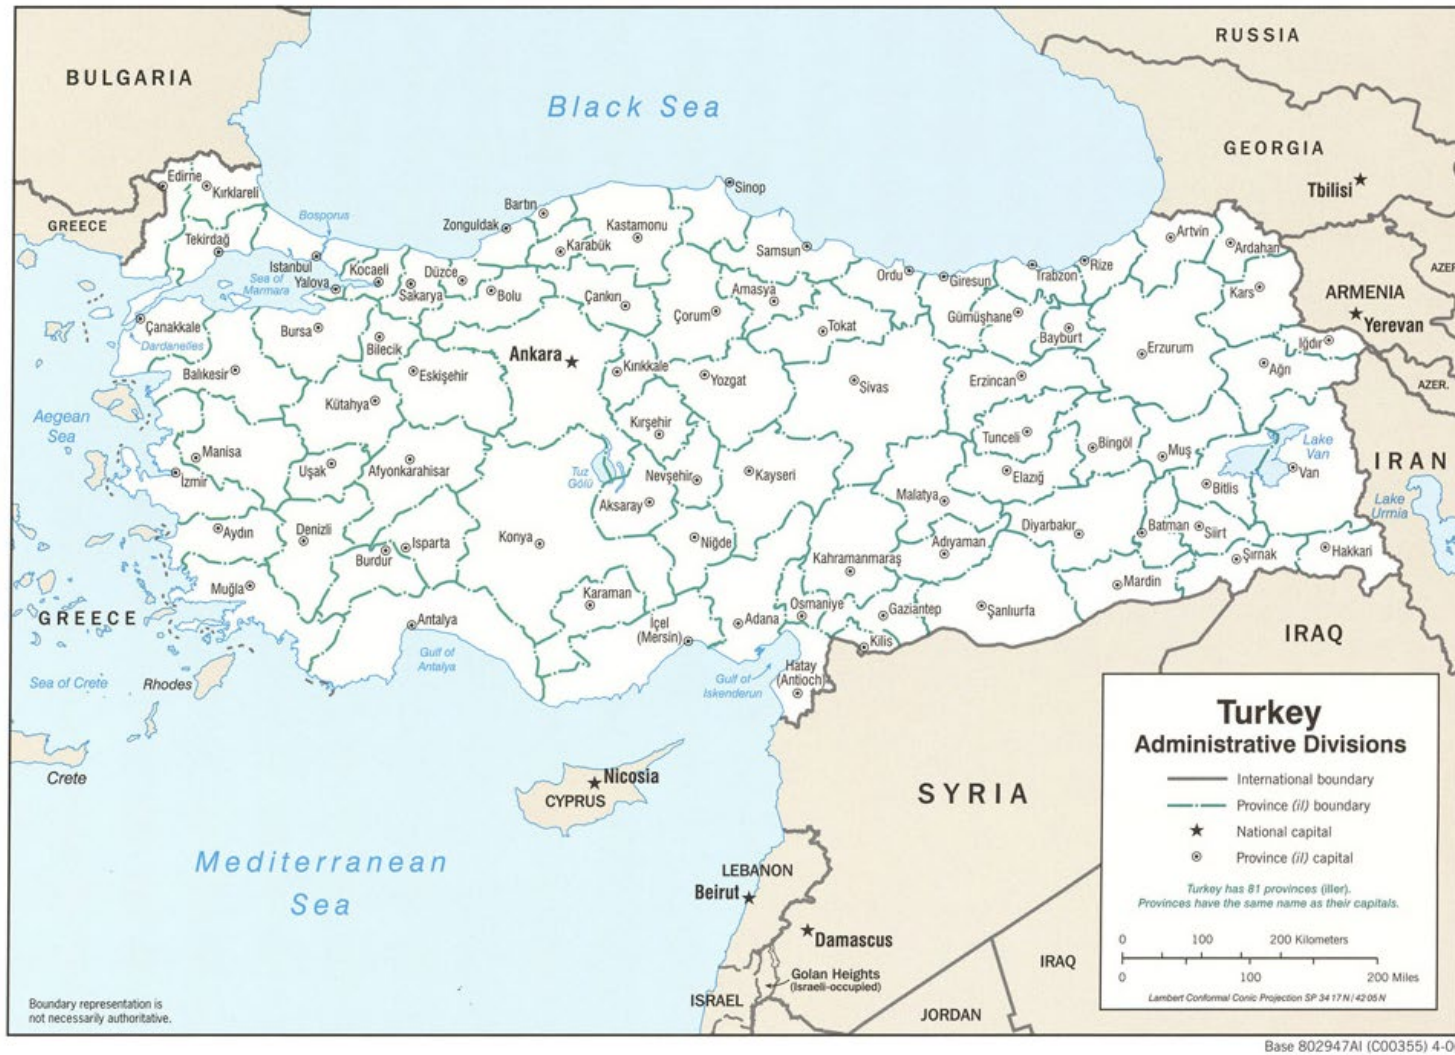 RUSSIA
BULGARIA
Black Sea
GEORGIA
Tbilisi
Edirne
Kırklareli
Sinop
Bartın
Bosporus
Zonguldak
Kastamonu
Artvin
Ardahan
GREECE
Tekirdağ
Karabük
Samsun
Istanbul
Kocaeli
Düzce
Ordu
Giresun
Trabzon
Rize
Sea of
Marmara
Yalova
Sakarya
Bolu
Çankırı
Amasya
Kars
ARMENIA
Yerevan
Çanakkale
Dardanelles
Bursa
Bilecik
Çorum
Tokat
Gümüşhane
Bayburt
Iğdır
Ankara
Erzurum
Ağrı
AZER.
Balıkesir
Eskişehir
Kırıkkale
Yozgat
Sivas
Erzincan
Aegean
Sea
Kütahya
Kırşehir
Tunceli
Bingöl
Muş
Lake
Van
Manisa
Uşak
Afyonkarahisar
Tuz
Gölü
Nevşehir
Kayseri
Elazığ
Van
IRAN
İzmir
Aksaray
Malatya
Bitlis
Lake
Urmia
Aydın
Denizli
Burdur
Isparta
Konya
Niğde
Adıyaman
Diyarbakır
Batman
Siirt
Kahramanmaraş
Şırnak
Hakkari
Muğla
Karaman
Mardin
GREECE
Antalya
İçel
(Mersin)
Adana
Osmaniye
Gaziantep
Şanlıurfa
Kilis
IRAQ
Gulf of
Antalya
Gulf of
Iskenderun
Hatay
(Antioch)
Sea of Crete
Rhodes
Crete
Nicosia
CYPRUS
SYRIA
Mediterranean
Sea
LEBANON
Beirut
Damascus
Golan Heights
(Israeli-occupied)
ISRAEL
JORDAN
IRAQ
Turkey
Administrative Divisions
International boundary
Province (il) boundary
National capital
Province (il) capital
Turkey has 81 provinces (iller).
Provinces have the same name as their capitals.
0 100 200 Kilometers
0 100 200 Miles
Lambert Conformal Conic Projection SP 34 17 N / 42 05 N
Boundary representation is
not necessarily authoritative.
Base 802947AI (C00355) 4-0